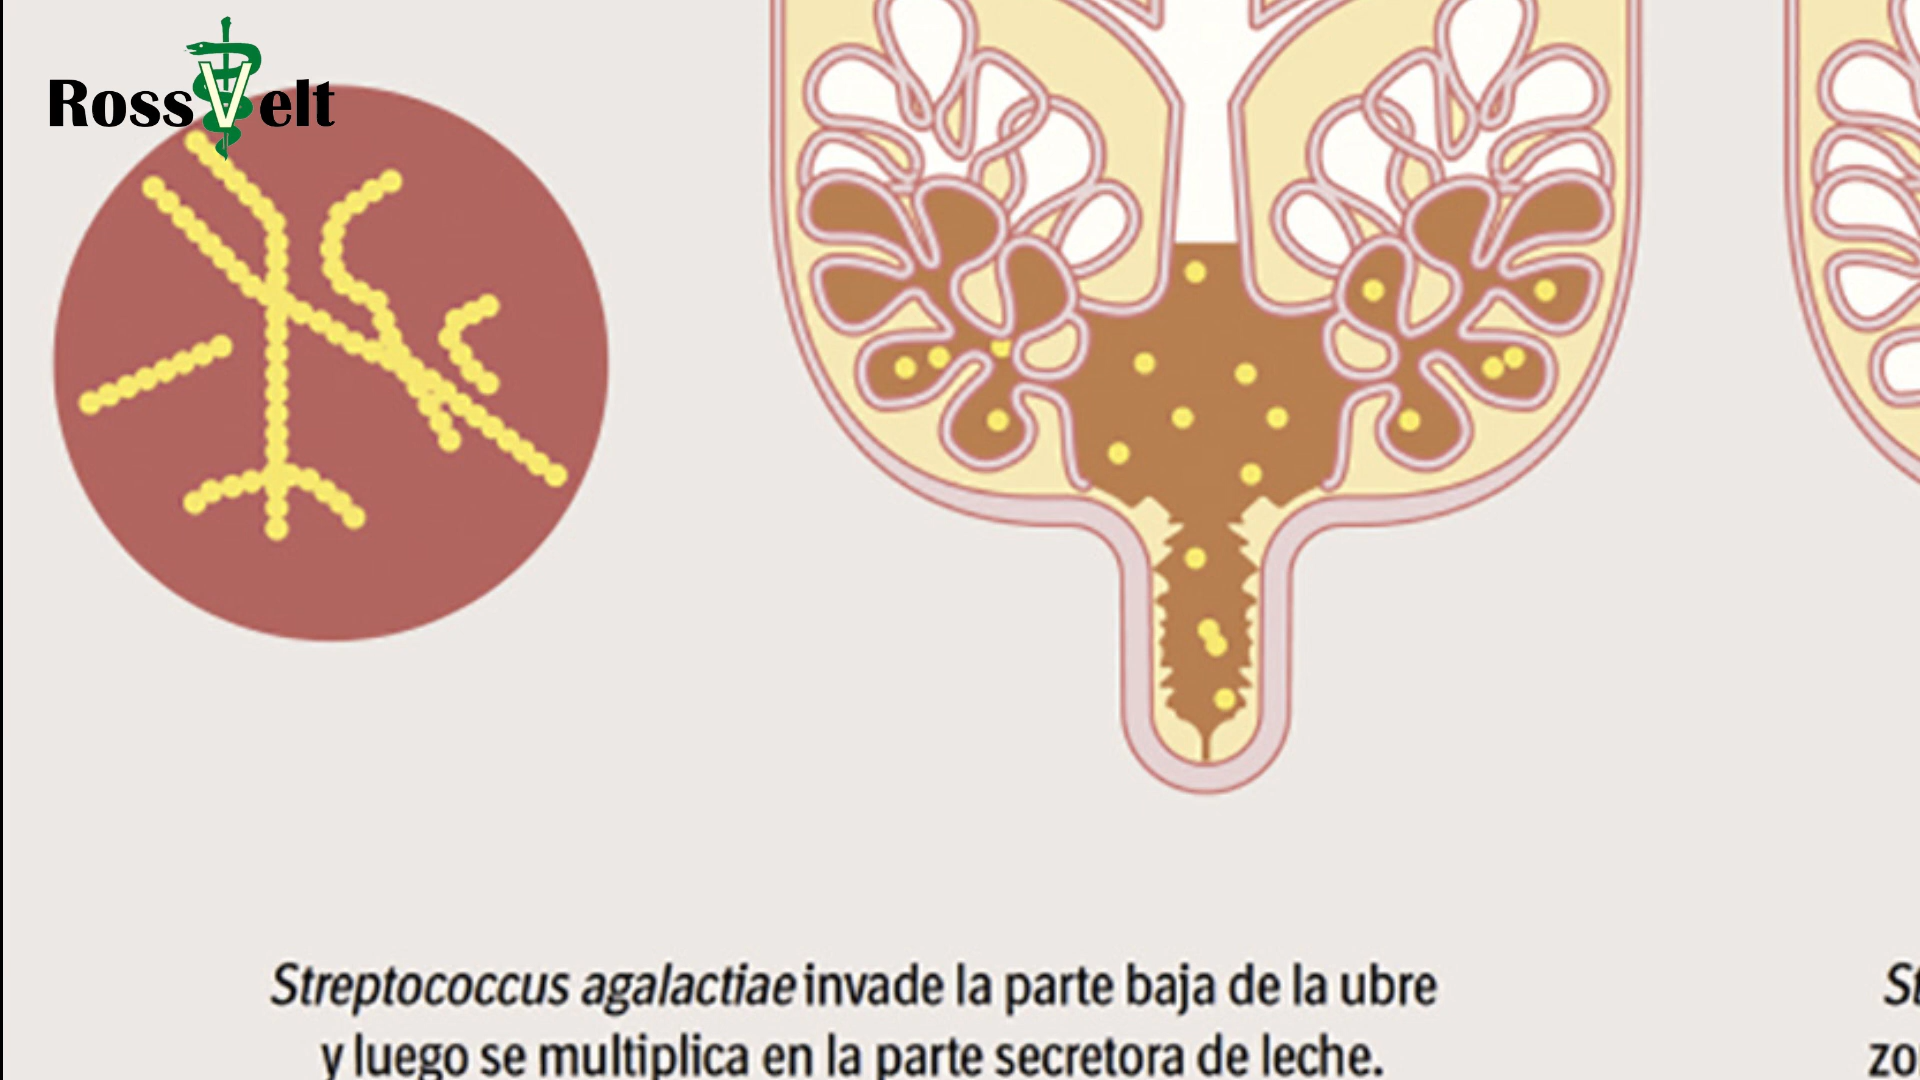 RossVelt
Streptococcus agalactiae invade la parte baja de la ubre
y luego se multiplica en la parte secretora de leche.